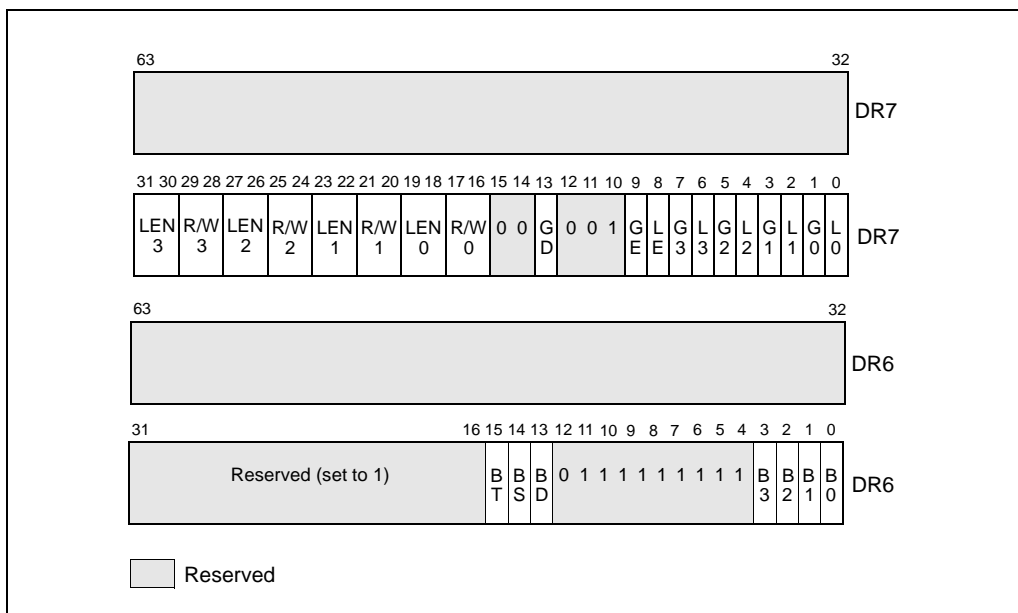 63 32
DR7
31 30 29 28 27 26 25 24 23 22 21 20 19 18 17 16 15 14 13 12 11 10 9 8 7 6 5 4 3 2 1 0
LEN 3 R/W 3 LEN 2 R/W 2 LEN 1 R/W 1 LEN 0 R/W 0 0 0 G D 0 0 1 G E L E G 3 L 3 G 2 L 2 G 1 L 1 G 0 L 0 DR7
63 32
DR6
31 16 15 14 13 12 11 10 9 8 7 6 5 4 3 2 1 0
Reserved (set to 1) B T B S B D 0 1 1 1 1 1 1 1 1 B 3 B 2 B 1 B 0 DR6
Reserved